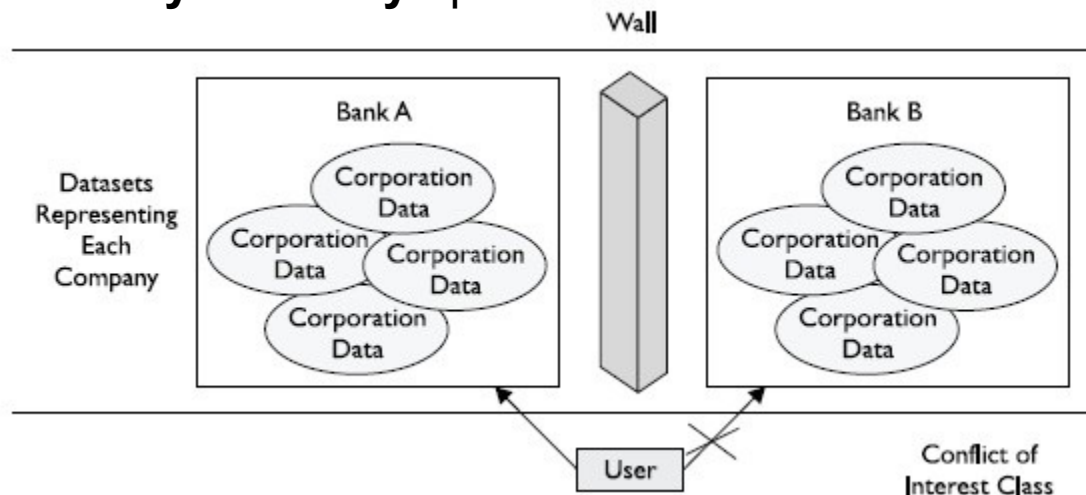 Wall
Bank A
Bank B
Datasets
Representing
Each
Company
Corporation
Data
Corporation
Data
Corporation
Data
Corporation
Data
Corporation
Data
Corporation
Data
Corporation
Data
Corporation
Data
User
Conflict of
Interest Class